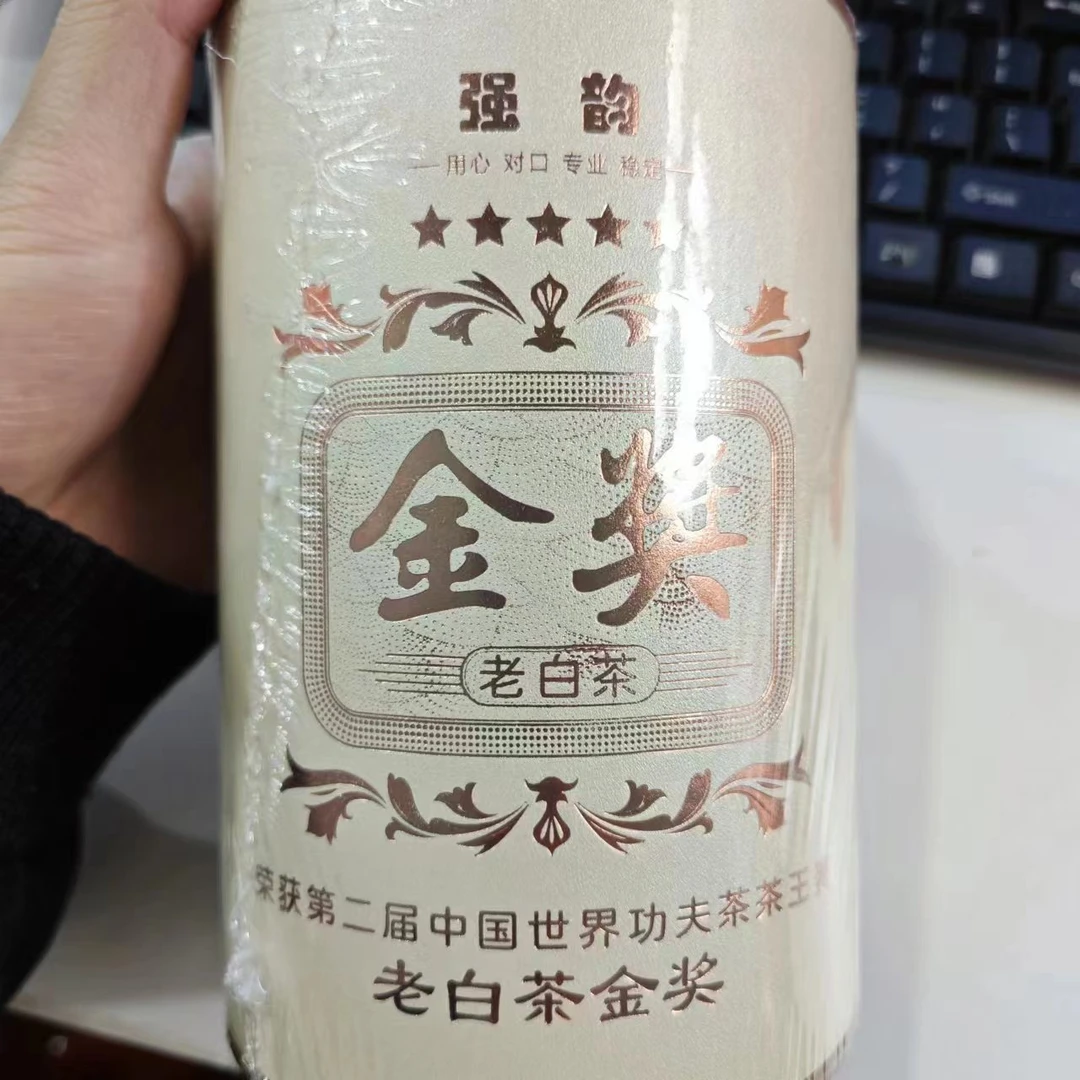 强韵
用心 对口 专业 稳定
金奖
老白茶
荣获第二届中国世界功夫茶茶王
老白茶金奖